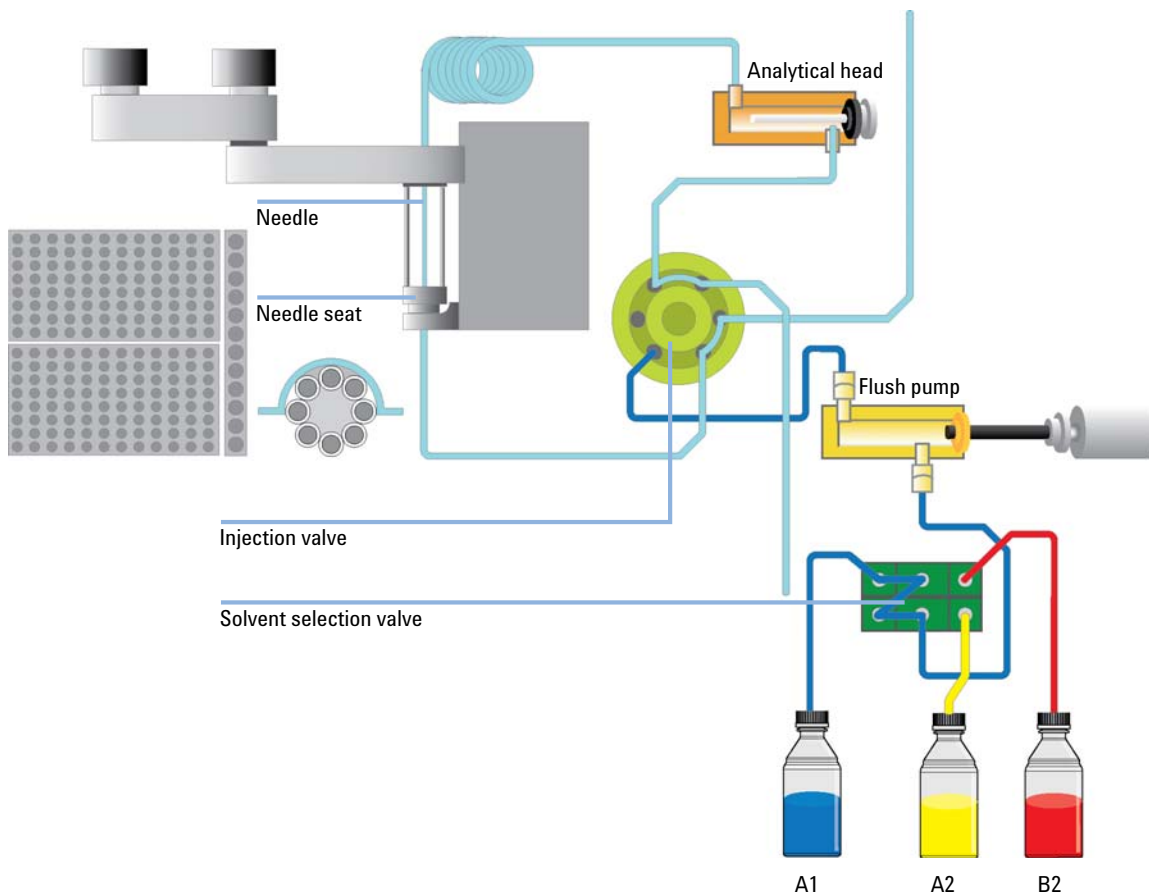 Analytical head
Needle
Needle seat
Flush pump
Injection valve
Solvent selection valve
A1 A2 B2